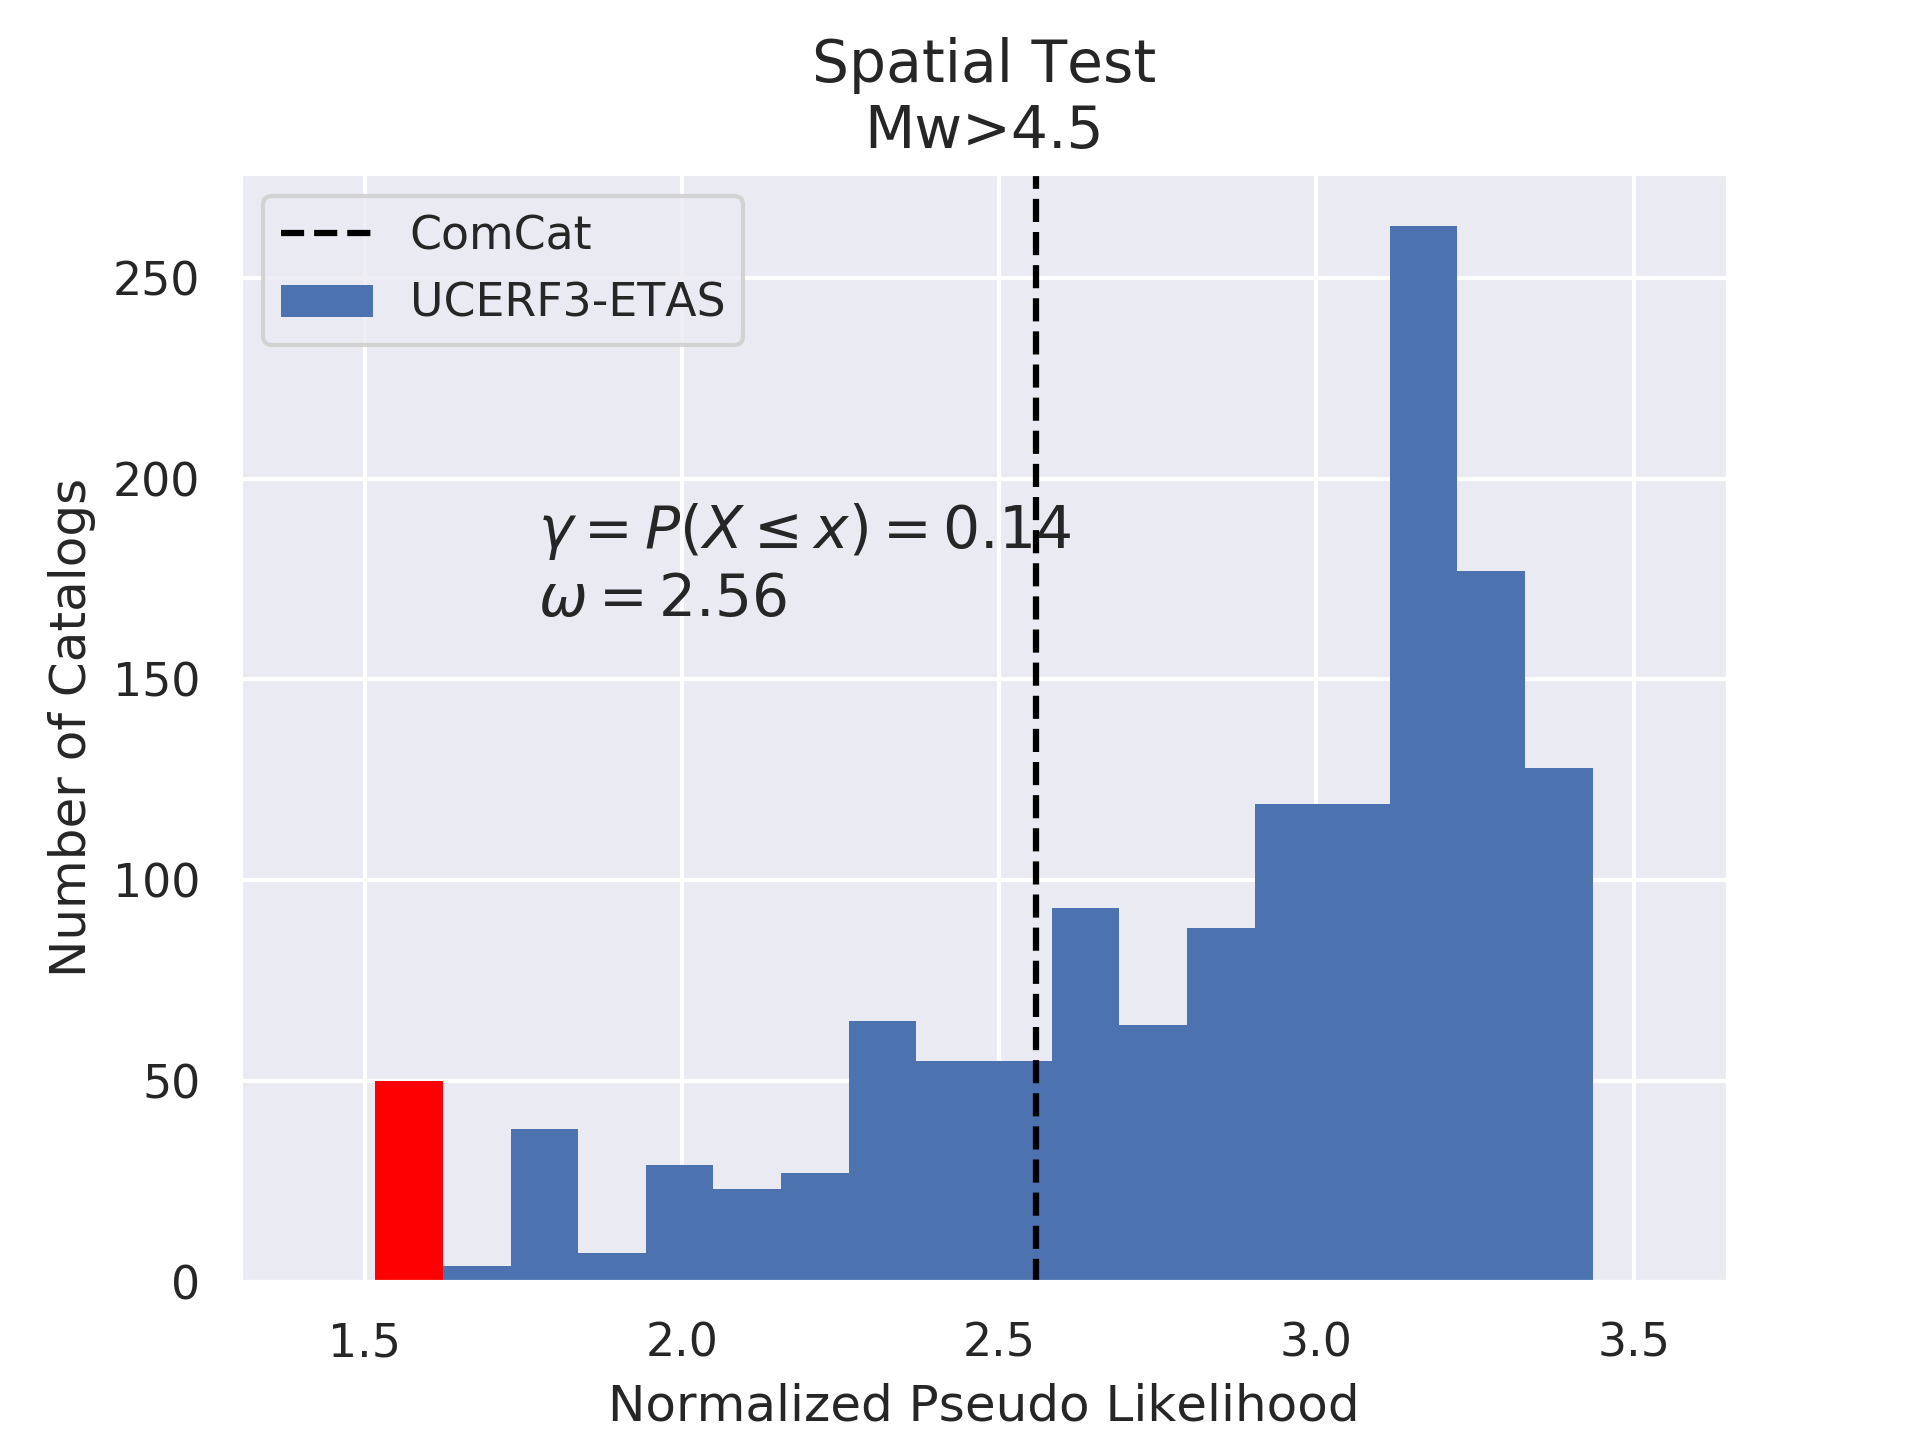 Spatial Test
Mw>4.5
ComCat
UCERF3-ETAS
γ = P(X ≤ x) = 0.14
ω = 2.56
Number of Catalogs
250
200
150
100
50
0
1.5 2.0 2.5 3.0 3.5
Normalized Pseudo Likelihood